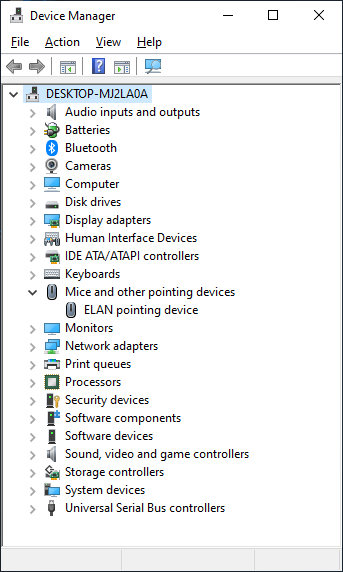 Device Manager
File Action View Help
DESKTOP-MJ2LA0A
Audio inputs and outputs
Batteries
Bluetooth
Cameras
Computer
Disk drives
Display adapters
Human Interface Devices
IDE ATA/ATAPI controllers
Keyboards
Mice and other pointing devices
ELAN pointing device
Monitors
Network adapters
Print queues
Processors
Security devices
Software components
Software devices
Sound, video and game controllers
Storage controllers
System devices
Universal Serial Bus controllers